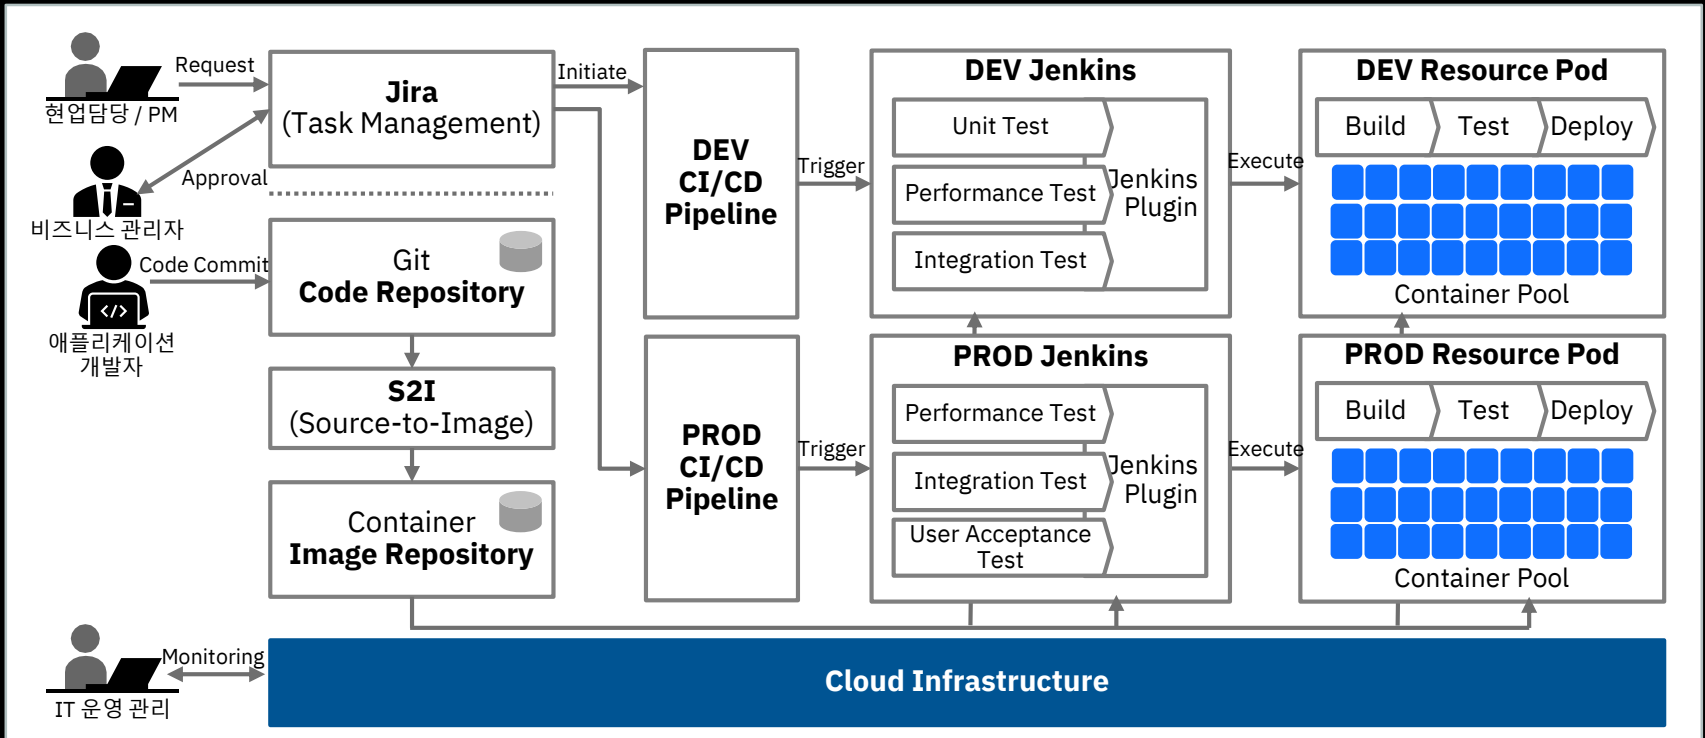 Request
현업담당 / PM
Approval
비즈니스 관리자
Code Commit
</>
애플리케이션
개발자
Monitoring
IT 운영 관리
Jira
(Task Management)
Git
Code Repository
S2I
(Source-to-Image)
Container
Image Repository
Initiate
DEV
CI/CD
Pipeline
PROD
CI/CD
Pipeline
Trigger
Trigger
DEV Jenkins
Unit Test
Performance Test
Integration Test
Jenkins
Plugin
PROD Jenkins
Performance Test
Integration Test
User Acceptance
Test
Jenkins
Plugin
Execute
Execute
DEV Resource Pod
Build Test Deploy
Container Pool
PROD Resource Pod
Build Test Deploy
Container Pool
Cloud Infrastructure